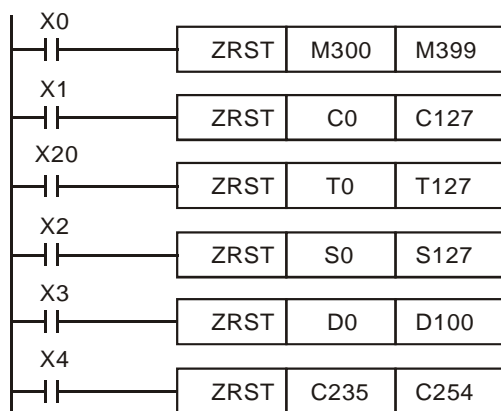 X0
ZRST M300 M399
X1
ZRST C0 C127
X20
ZRST T0 T127
X2
ZRST S0 S127
X3
ZRST D0 D100
X4
ZRST C235 C254